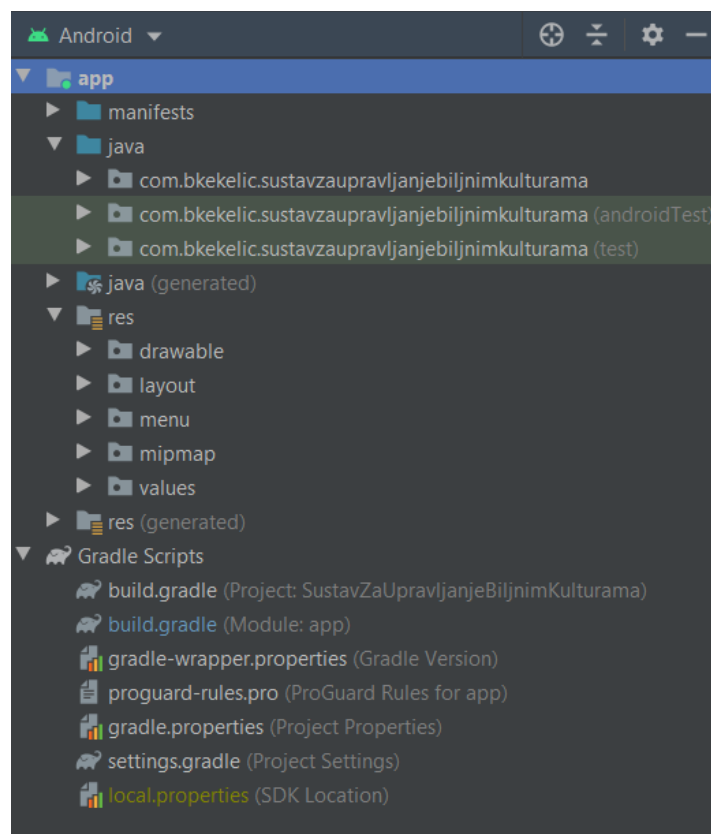 Android
app
manifests
java
com.bkekelic.sustavzaupravljanjebiljnimkulturama
com.bkekelic.sustavzaupravljanjebiljnimkulturama (androidTest)
com.bkekelic.sustavzaupravljanjebiljnimkulturama (test)
java (generated)
res
drawable
layout
menu
mipmap
values
res (generated)
Gradle Scripts
build.gradle (Project: SustavZaUpravljanjeBiljnimKulturama)
build.gradle (Module: app)
gradle-wrapper.properties (Gradle Version)
proguard-rules.pro (ProGuard Rules for app)
gradle.properties (Project Properties)
settings.gradle (Project Settings)
local.properties (SDK Location)